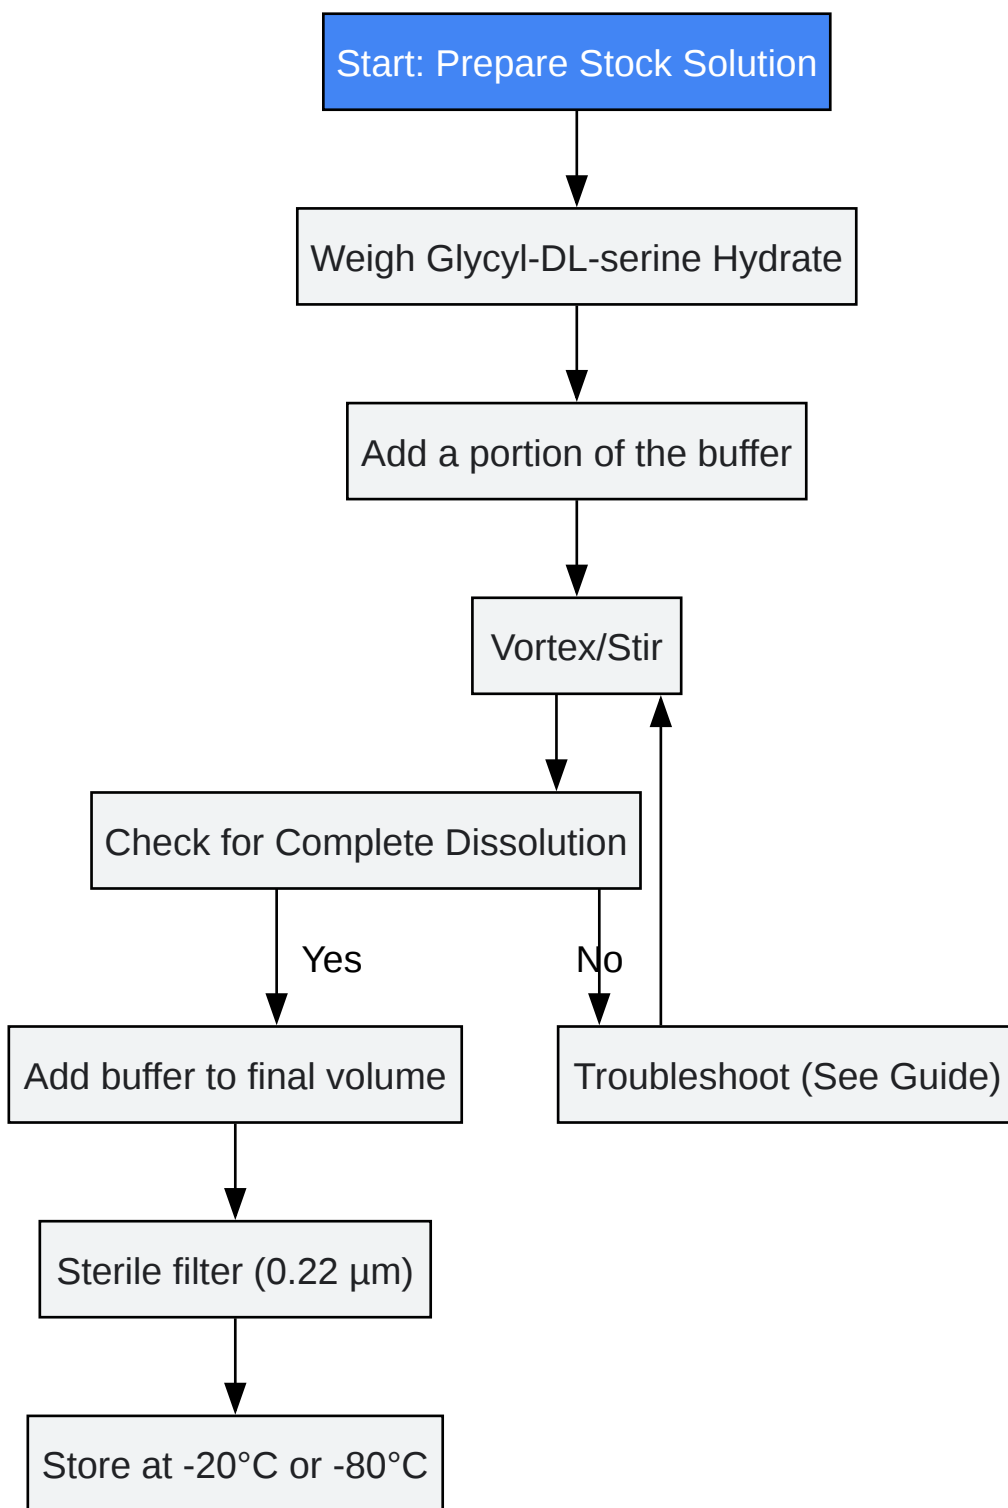 Start: Prepare Stock Solution
Weigh Glycyl-DL-serine Hydrate
Add a portion of the buffer
Vortex/Stir
Check for Complete Dissolution
Yes
No
Add buffer to final volume
Troubleshoot (See Guide)
Sterile filter (0.22 µm)
Store at -20°C or -80°C